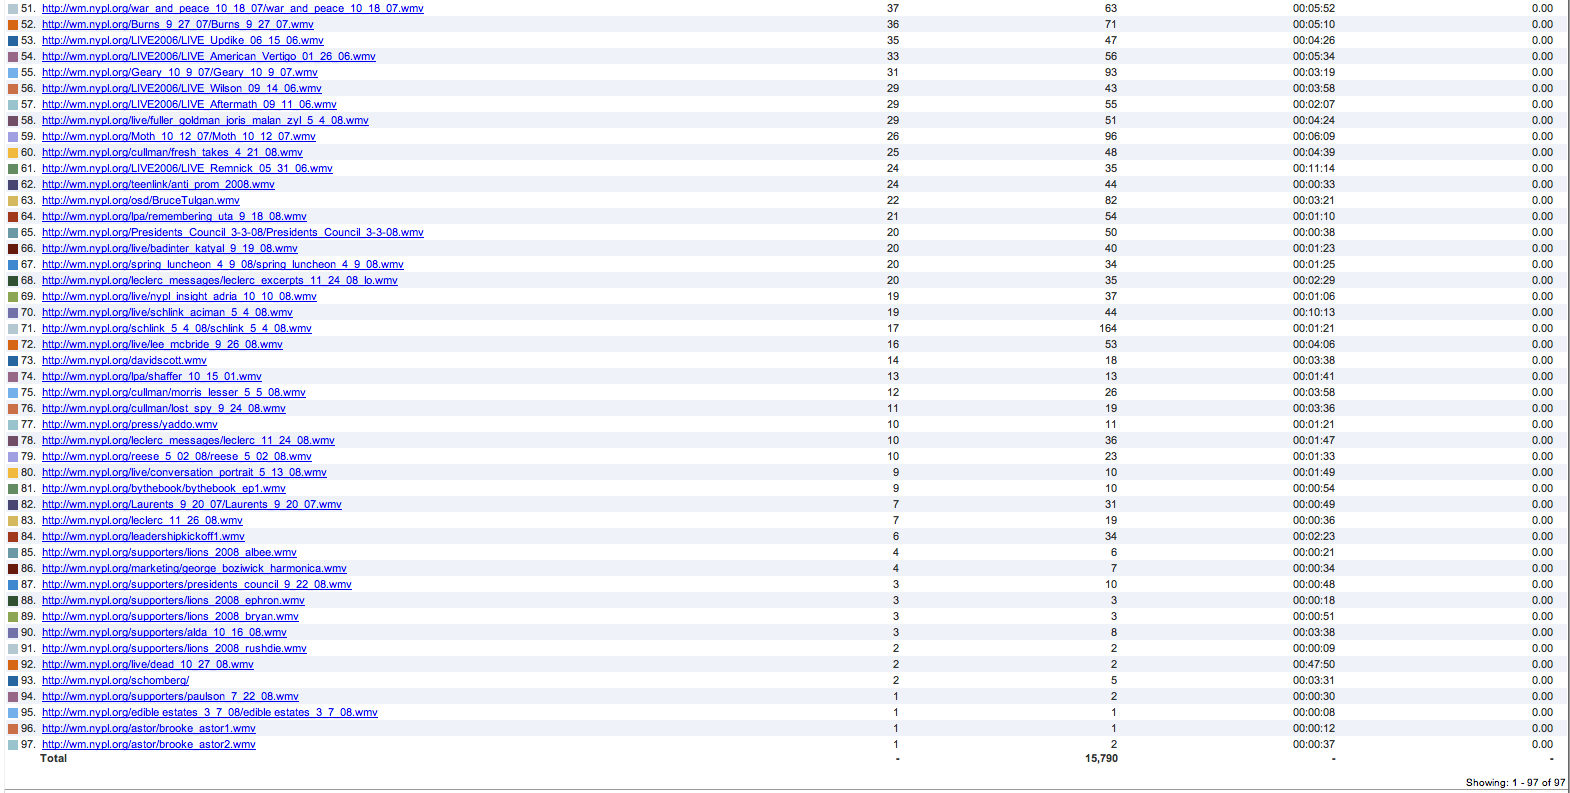 51. http://wm.nypl.org/war_and_peace_10_18_07/war_and_peace_10_18_07.wmv 37 63 00:05:52 0.00
52. http://wm.nypl.org/Burns_9_27_07/Burns_9_27_07.wmv 36 71 00:05:10 0.00
53. http://wm.nypl.org/LIVE2006/LIVE_Updike_06_15_06.wmv 35 47 00:04:26 0.00
54. http://wm.nypl.org/LIVE2006/LIVE_American_Vertigo_01_26_06.wmv 33 56 00:05:34 0.00
55. http://wm.nypl.org/Geary_10_9_07/Geary_10_9_07.wmv 31 93 00:03:19 0.00
56. http://wm.nypl.org/LIVE2006/LIVE_Wilson_09_14_06.wmv 29 43 00:03:58 0.00
57. http://wm.nypl.org/LIVE2006/LIVE_Aftermath_09_11_06.wmv 29 55 00:02:07 0.00
58. http://wm.nypl.org/live/fuller_goldman_joris_malan_zyl_5_4_08.wmv 29 51 00:04:24 0.00
59. http://wm.nypl.org/Moth_10_12_07/Moth_10_12_07.wmv 26 96 00:06:09 0.00
60. http://wm.nypl.org/cullman/fresh_takes_4_21_08.wmv 25 48 00:04:39 0.00
61. http://wm.nypl.org/LIVE2006/LIVE_Remnick_05_31_06.wmv 24 35 00:11:14 0.00
62. http://wm.nypl.org/teenlink/anti_prom_2008.wmv 24 44 00:00:33 0.00
63. http://wm.nypl.org/osd/BruceTulgan.wmv 22 82 00:03:21 0.00
64. http://wm.nypl.org/lpa/remembering_uta_9_18_08.wmv 21 54 00:01:10 0.00
65. http://wm.nypl.org/Presidents_Council_3-3-08/Presidents_Council_3-3-08.wmv 20 50 00:00:38 0.00
66. http://wm.nypl.org/live/badinter_katyal_9_19_08.wmv 20 40 00:01:23 0.00
67. http://wm.nypl.org/spring_luncheon_4_9_08/spring_luncheon_4_9_08.wmv 20 34 00:01:25 0.00
68. http://wm.nypl.org/leclerc_messages/leclerc_excerpts_11_24_08_lo.wmv 20 35 00:02:29 0.00
69. http://wm.nypl.org/live/nypl_insight_adria_10_10_08.wmv 19 37 00:01:06 0.00
70. http://wm.nypl.org/live/schlink_aciman_5_4_08.wmv 19 44 00:10:13 0.00
71. http://wm.nypl.org/schlink_5_4_08/schlink_5_4_08.wmv 17 164 00:01:21 0.00
72. http://wm.nypl.org/live/lee_mcbride_9_26_08.wmv 16 53 00:04:06 0.00
73. http://wm.nypl.org/davidscott.wmv 14 18 00:03:38 0.00
74. http://wm.nypl.org/lpa/shaffer_10_15_01.wmv 13 13 00:01:41 0.00
75. http://wm.nypl.org/cullman/morris_lesser_5_5_08.wmv 12 26 00:03:58 0.00
76. http://wm.nypl.org/cullman/lost_spy_9_24_08.wmv 11 19 00:03:36 0.00
77. http://wm.nypl.org/press/yaddo.wmv 10 11 00:01:21 0.00
78. http://wm.nypl.org/leclerc_messages/leclerc_11_24_08.wmv 10 36 00:01:47 0.00
79. http://wm.nypl.org/reese_5_02_08/reese_5_02_08.wmv 10 23 00:01:33 0.00
80. http://wm.nypl.org/live/conversation_portrait_5_13_08.wmv 9 10 00:01:49 0.00
81. http://wm.nypl.org/bythebook/bythebook_ep1.wmv 9 10 00:00:54 0.00
82. http://wm.nypl.org/Laurents_9_20_07/Laurents_9_20_07.wmv 7 31 00:00:49 0.00
83. http://wm.nypl.org/leclerc_11_26_08.wmv 7 19 00:00:36 0.00
84. http://wm.nypl.org/leadershipkickoff1.wmv 6 34 00:02:23 0.00
85. http://wm.nypl.org/supporters/lions_2008_albee.wmv 4 6 00:00:21 0.00
86. http://wm.nypl.org/marketing/george_boziwick_harmonica.wmv 4 7 00:00:34 0.00
87. http://wm.nypl.org/supporters/presidents_council_9_22_08.wmv 3 10 00:00:48 0.00
88. http://wm.nypl.org/supporters/lions_2008_ephron.wmv 3 3 00:00:18 0.00
89. http://wm.nypl.org/supporters/lions_2008_bryan.wmv 3 3 00:00:51 0.00
90. http://wm.nypl.org/supporters/alda_10_16_08.wmv 3 8 00:03:38 0.00
91. http://wm.nypl.org/supporters/lions_2008_rushdie.wmv 2 2 00:00:09 0.00
92. http://wm.nypl.org/live/dead_10_27_08.wmv 2 2 00:47:50 0.00
93. http://wm.nypl.org/schomberg/ 2 5 00:03:31 0.00
94. http://wm.nypl.org/supporters/paulson_7_22_08.wmv 1 2 00:00:30 0.00
95. http://wm.nypl.org/edible estates_3_7_08/edible estates_3_7_08.wmv 1 1 00:00:08 0.00
96. http://wm.nypl.org/astor/brooke_astor1.wmv 1 1 00:00:12 0.00
97. http://wm.nypl.org/astor/brooke_astor2.wmv 1 2 00:00:37 0.00
Total - 15,790 - -
Showing: 1 - 97 of 97